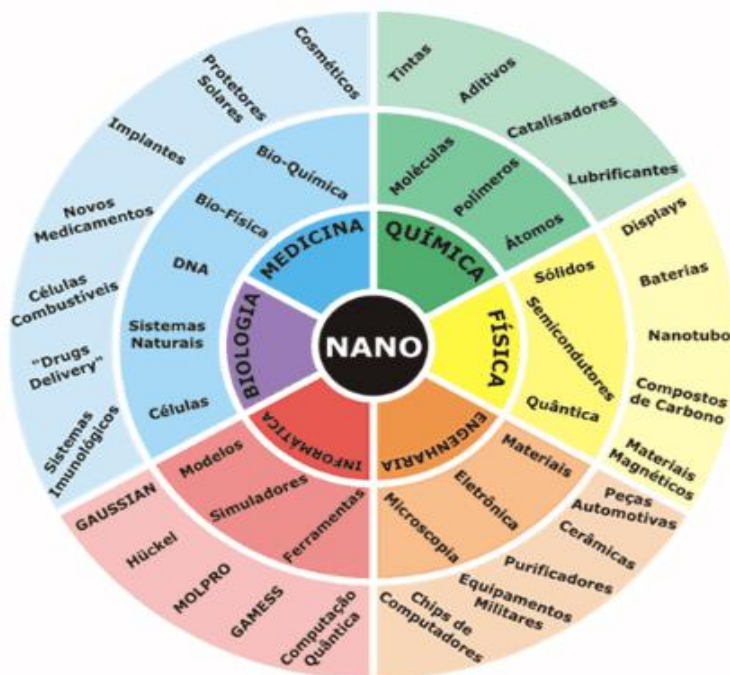 NANO
MEDICINA
QUÍMICA
FÍSICA
ENGENHARIA
INFORMÁTICA
BIOLOGIA
Bio-Química
Bio-Física
DNA
Sistemas
Naturais
Células
Moléculas
Polímeros
Átomos
Sólidos
Semicondutores
Quântica
Materiais
Eletrônica
Microscopia
Ferramentas
Simuladores
Modelos
Cosméticos
Protetores
Solares
Implantes
Novos
Medicamentos
Células
Combustíveis
"Drugs
Delivery"
Sistemas
Imunológicos
Tintas
Aditivos
Catalisadores
Lubrificantes
Displays
Baterias
Nanotubo
Compostos
de Carbono
Materiais
Magnéticos
Peças
Automotivas
Cerâmicas
Purificadores
Equipamentos
Militares
Chips de
Computadores
Computação
Quântica
GAMESS
MOLPRO
Hückel
GAUSSIAN